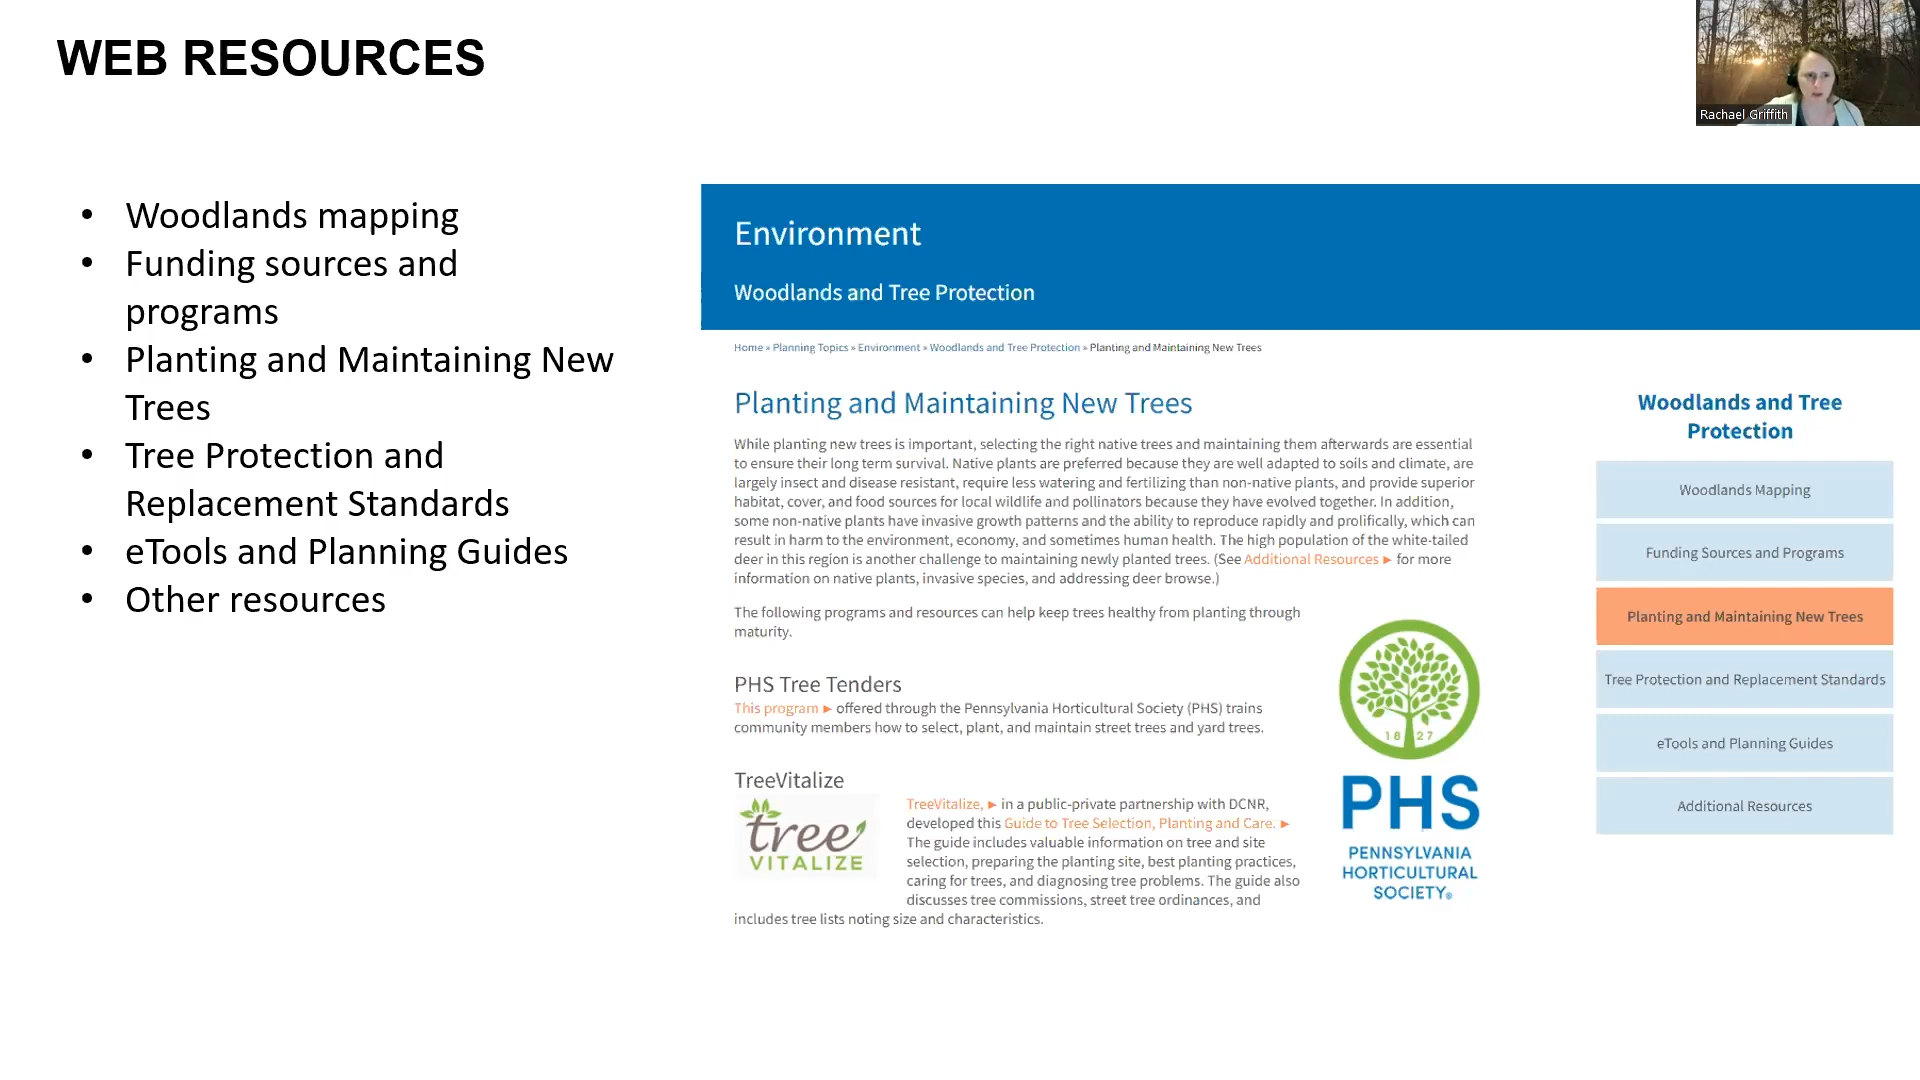 WEB RESOURCES
Rachael Griffith
• Woodlands mapping
• Funding sources and
programs
• Planting and Maintaining New
Trees
• Tree Protection and
Replacement Standards
• eTools and Planning Guides
• Other resources
Environment
Woodlands and Tree Protection
Home » Planning Topics » Environment » Woodlands and Tree Protection » Planting and Maintaining New Trees
Planting and Maintaining New Trees
While planting new trees is important, selecting the right native trees and maintaining them afterwards are essential
to ensure their long term survival. Native plants are preferred because they are well adapted to soils and climate, are
largely insect and disease resistant, require less watering and fertilizing than non-native plants, and provide superior
habitat, cover, and food sources for local wildlife and pollinators because they have evolved together. In addition,
some non-native plants have invasive growth patterns and the ability to reproduce rapidly and prolifically, which can
result in harm to the environment, economy, and sometimes human health. The high population of the white-tailed
deer in this region is another challenge to maintaining newly planted trees. (See Additional Resources ► for more
information on native plants, invasive species, and addressing deer browse.)
The following programs and resources can help keep trees healthy from planting through
maturity.
PHS Tree Tenders
This program ► offered through the Pennsylvania Horticultural Society (PHS) trains
community members how to select, plant, and maintain street trees and yard trees.
TreeVitalize
tree
VITALIZE
TreeVitalize, ► in a public-private partnership with DCNR,
developed this Guide to Tree Selection, Planting and Care. ►
The guide includes valuable information on tree and site
selection, preparing the planting site, best planting practices,
caring for trees, and diagnosing tree problems. The guide also
discusses tree commissions, street tree ordinances, and
includes tree lists noting size and characteristics.
1827
PHS
PENNSYLVANIA
HORTICULTURAL
SOCIETY®
Woodlands and Tree
Protection
Woodlands Mapping
Funding Sources and Programs
Planting and Maintaining New Trees
Tree Protection and Replacement Standards
eTools and Planning Guides
Additional Resources